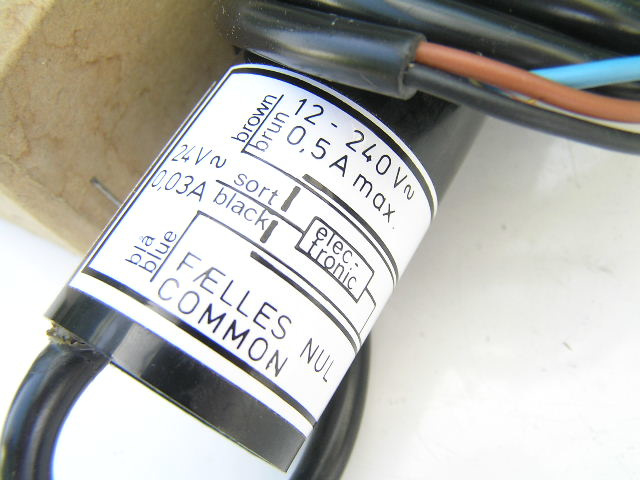 brown
brun
12 - 240V~
0,5A max.
24V~
0,03A
sort
black
elec-
tronic
blå
blue
FÆLLES NUL
COMMON